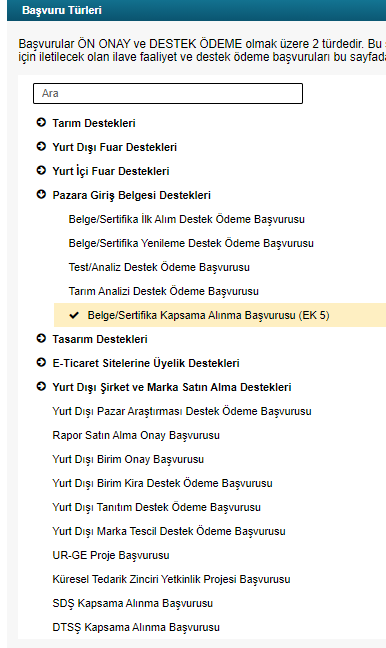 Başvuru Türleri
Başvurular ÖN ONAY ve DESTEK ÖDEME olmak üzere 2 türdedir. Bu
için iletilecek olan ilave faaliyet ve destek ödeme başvuruları bu sayfada
Ara
Tarım Destekleri
Yurt Dışı Fuar Destekleri
Yurt İçi Fuar Destekleri
Pazara Giriş Belgesi Destekleri
Belge/Sertifika İlk Alım Destek Ödeme Başvurusu
Belge/Sertifika Yenileme Destek Ödeme Başvurusu
Test/Analiz Destek Ödeme Başvurusu
Tarım Analizi Destek Ödeme Başvurusu
Belge/Sertifika Kapsama Alınma Başvurusu (EK 5)
Tasarım Destekleri
E-Ticaret Sitelerine Üyelik Destekleri
Yurt Dışı Şirket ve Marka Satın Alma Destekleri
Yurt Dışı Pazar Araştırması Destek Ödeme Başvurusu
Rapor Satın Alma Onay Başvurusu
Yurt Dışı Birim Onay Başvurusu
Yurt Dışı Birim Kira Destek Ödeme Başvurusu
Yurt Dışı Tanıtım Destek Ödeme Başvurusu
Yurt Dışı Marka Tescil Destek Ödeme Başvurusu
UR-GE Proje Başvurusu
Küresel Tedarik Zinciri Yetkinlik Projesi Başvurusu
SDŞ Kapsama Alınma Başvurusu
DTSŞ Kapsama Alınma Başvurusu